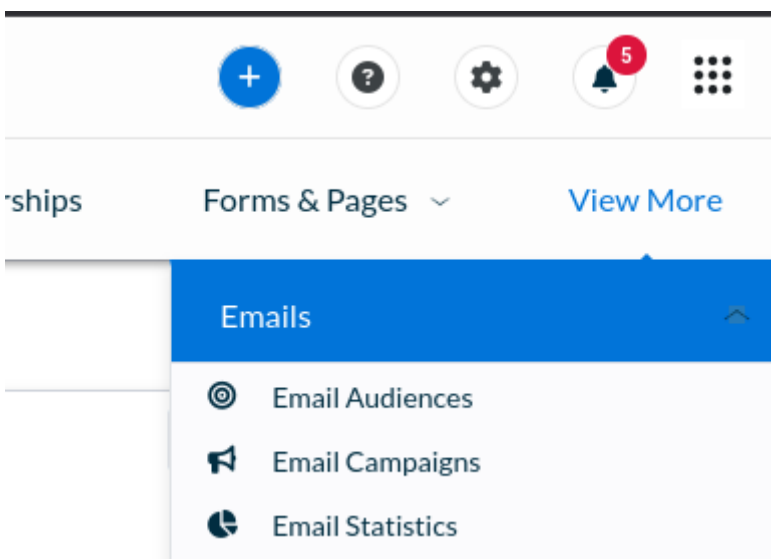 5
rships Forms & Pages View More
Emails
Email Audiences
Email Campaigns
Email Statistics